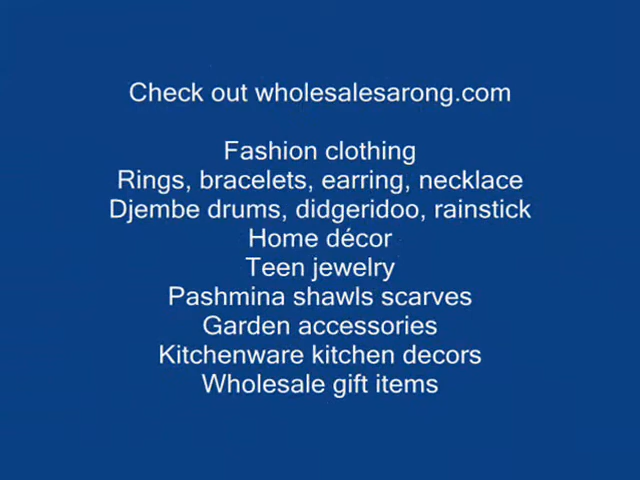 Check out wholesalesarong.com
Fashion clothing
Rings, bracelets, earring, necklace
Djembe drums, didgeridoo, rainstick
Home décor
Teen jewelry
Pashmina shawls scarves
Garden accessories
Kitchenware kitchen decors
Wholesale gift items